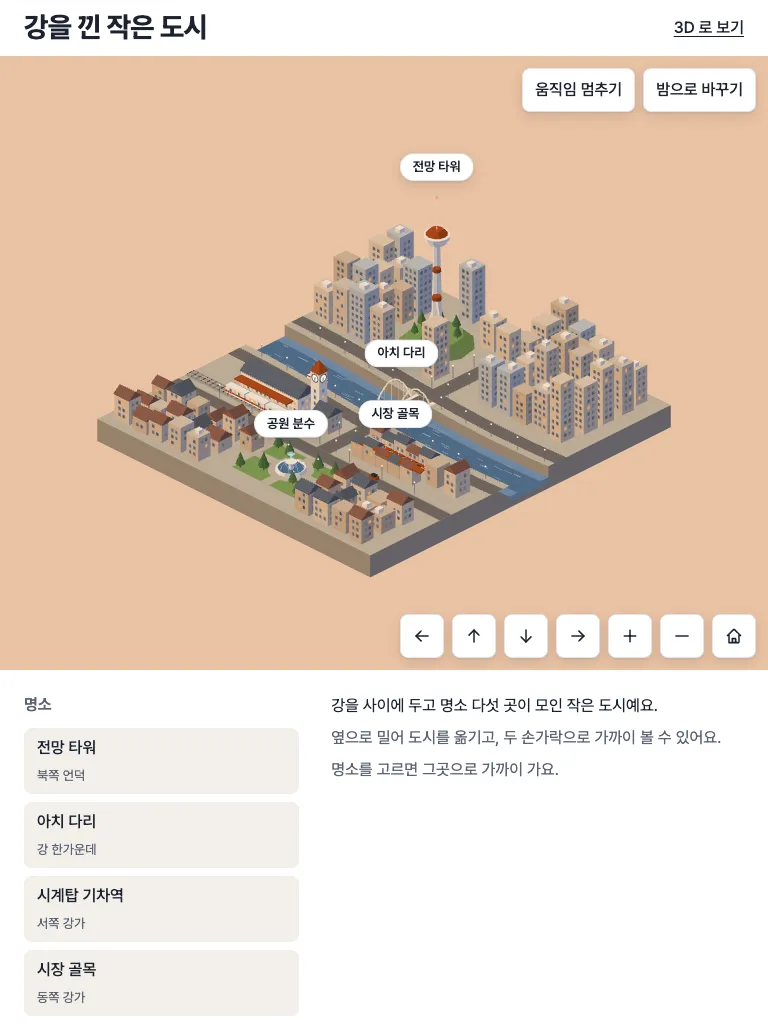 강을 낀 작은 도시
3D 로 보기
움직임 멈추기
밤으로 바꾸기
전망 타워
아치 다리
시장 골목
공원 분수
명소
전망 타워
북쪽 언덕
아치 다리
강 한가운데
시계탑 기차역
서쪽 강가
시장 골목
동쪽 강가
강을 사이에 두고 명소 다섯 곳이 모인 작은 도시예요.
옆으로 밀어 도시를 옮기고, 두 손가락으로 가까이 볼 수 있어요.
명소를 고르면 그곳으로 가까이 가요.